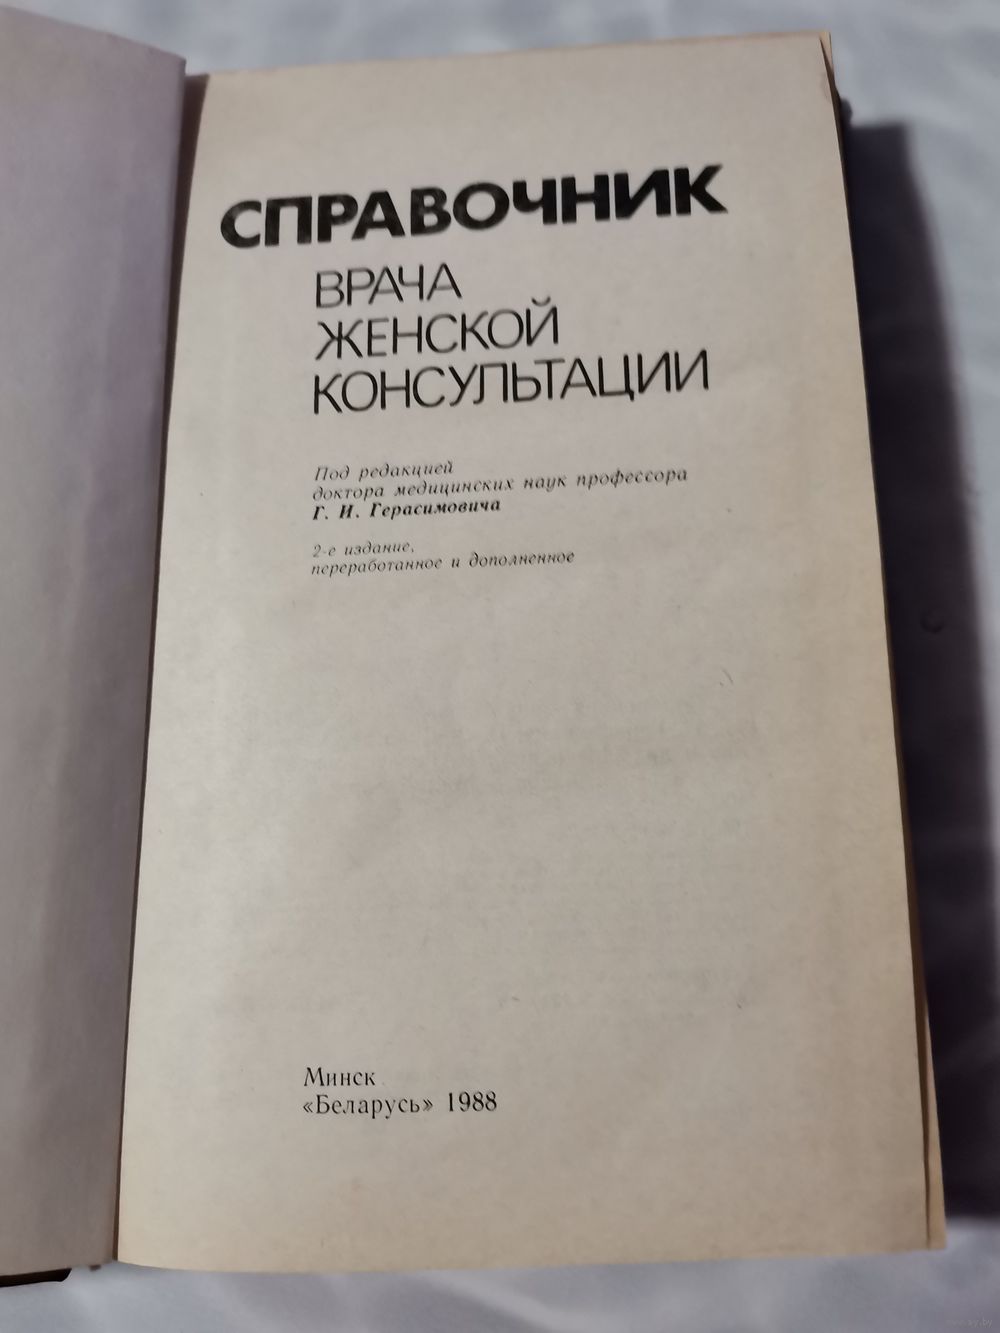 СПРАВОЧНИК
ВРАЧА
ЖЕНСКОЙ
КОНСУЛЬТАЦИИ
Под редакцией
доктора медицинских наук профессора
Г. И. Герасимовича
2-е издание,
переработанное и дополненное
Минск
«Беларусь» 1988